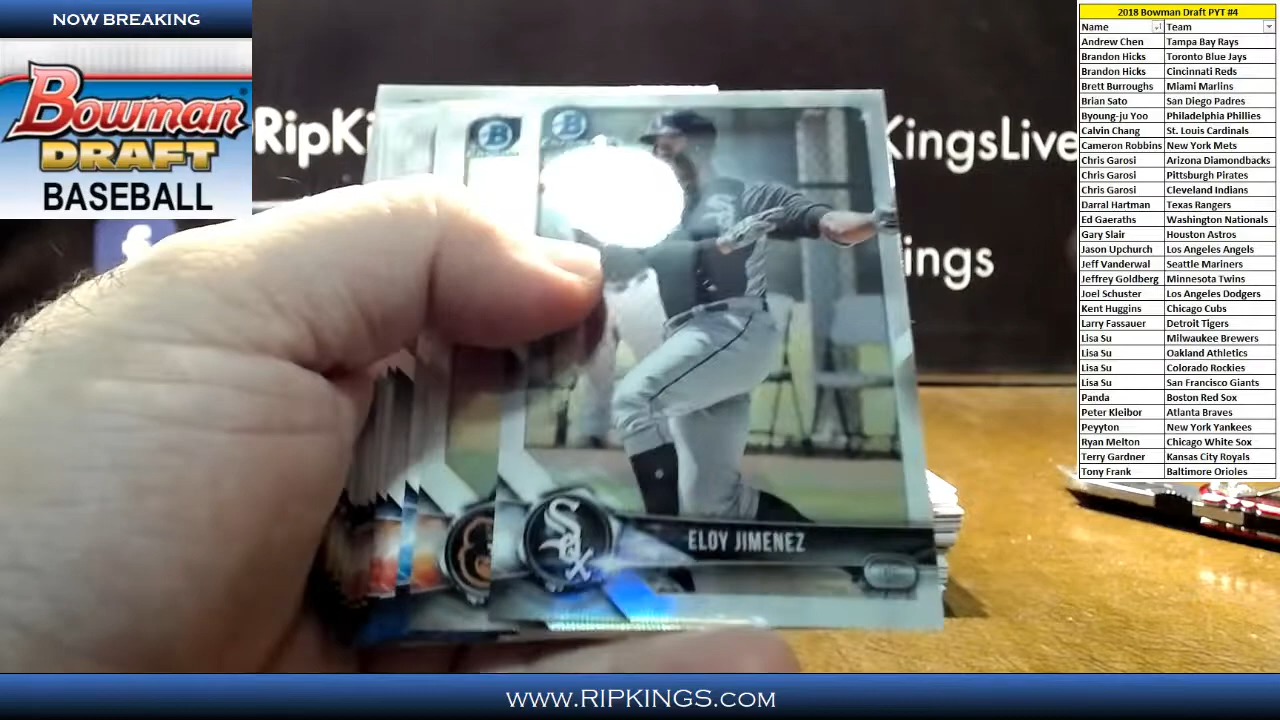 NOW BREAKING
Bowman
DRAFT
BASEBALL
RipKi
KingsLive
ings
B
B
Sox
ELOY JIMENEZ
2018 Bowman Draft PYT #4
Name Team
Andrew Chen Tampa Bay Rays
Brandon Hicks Toronto Blue Jays
Brandon Hicks Cincinnati Reds
Brett Burroughs Miami Marlins
Brian Sato San Diego Padres
Byoung-ju Yoo Philadelphia Phillies
Calvin Chang St. Louis Cardinals
Cameron Robbins New York Mets
Chris Garosi Arizona Diamondbacks
Chris Garosi Pittsburgh Pirates
Chris Garosi Cleveland Indians
Darral Hartman Texas Rangers
Ed Gaeraths Washington Nationals
Gary Slair Houston Astros
Jason Upchurch Los Angeles Angels
Jeff Vanderwal Seattle Mariners
Jeffrey Goldberg Minnesota Twins
Joel Schuster Los Angeles Dodgers
Kent Huggins Chicago Cubs
Larry Fassauer Detroit Tigers
Lisa Su Milwaukee Brewers
Lisa Su Oakland Athletics
Lisa Su Colorado Rockies
Lisa Su San Francisco Giants
Panda Boston Red Sox
Peter Kleibor Atlanta Braves
Peyyton New York Yankees
Ryan Melton Chicago White Sox
Terry Gardner Kansas City Royals
Tony Frank Baltimore Orioles
WWW.RIPKINGS.COM